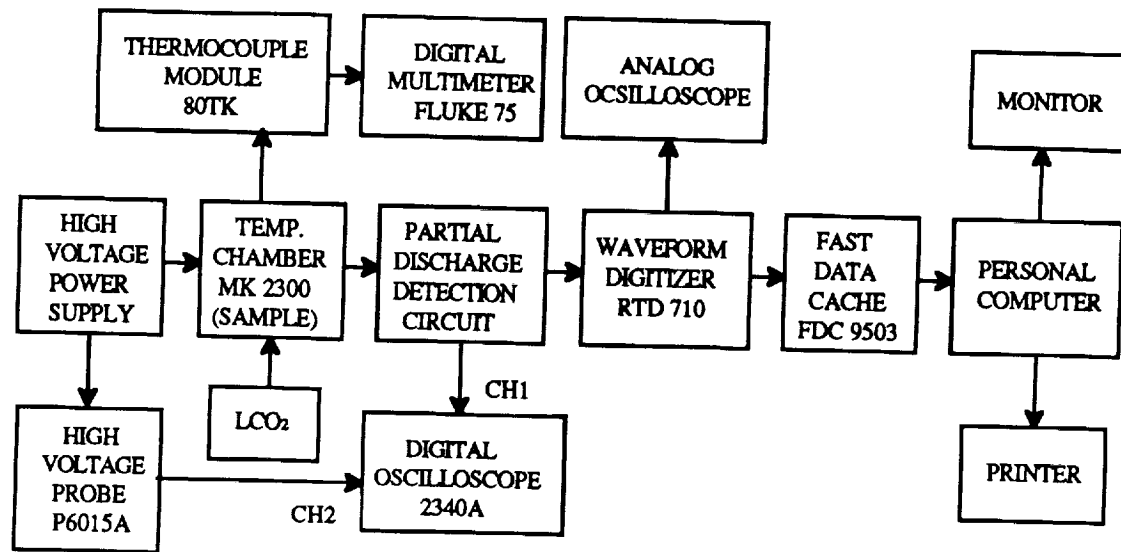 THERMOCOUPLE
MODULE
80TK
DIGITAL
MULTIMETER
FLUKE 75
ANALOG
OCSILLOSCOPE
MONITOR
HIGH
VOLTAGE
POWER
SUPPLY
TEMP.
CHAMBER
MK 2300
(SAMPLE)
PARTIAL
DISCHARGE
DETECTION
CIRCUIT
WAVEFORM
DIGITIZER
RTD 710
FAST
DATA
CACHE
FDC 9503
PERSONAL
COMPUTER
HIGH
VOLTAGE
PROBE
P6015A
LCO₂
CH1
CH2
DIGITAL
OSCILLOSCOPE
2340A
PRINTER